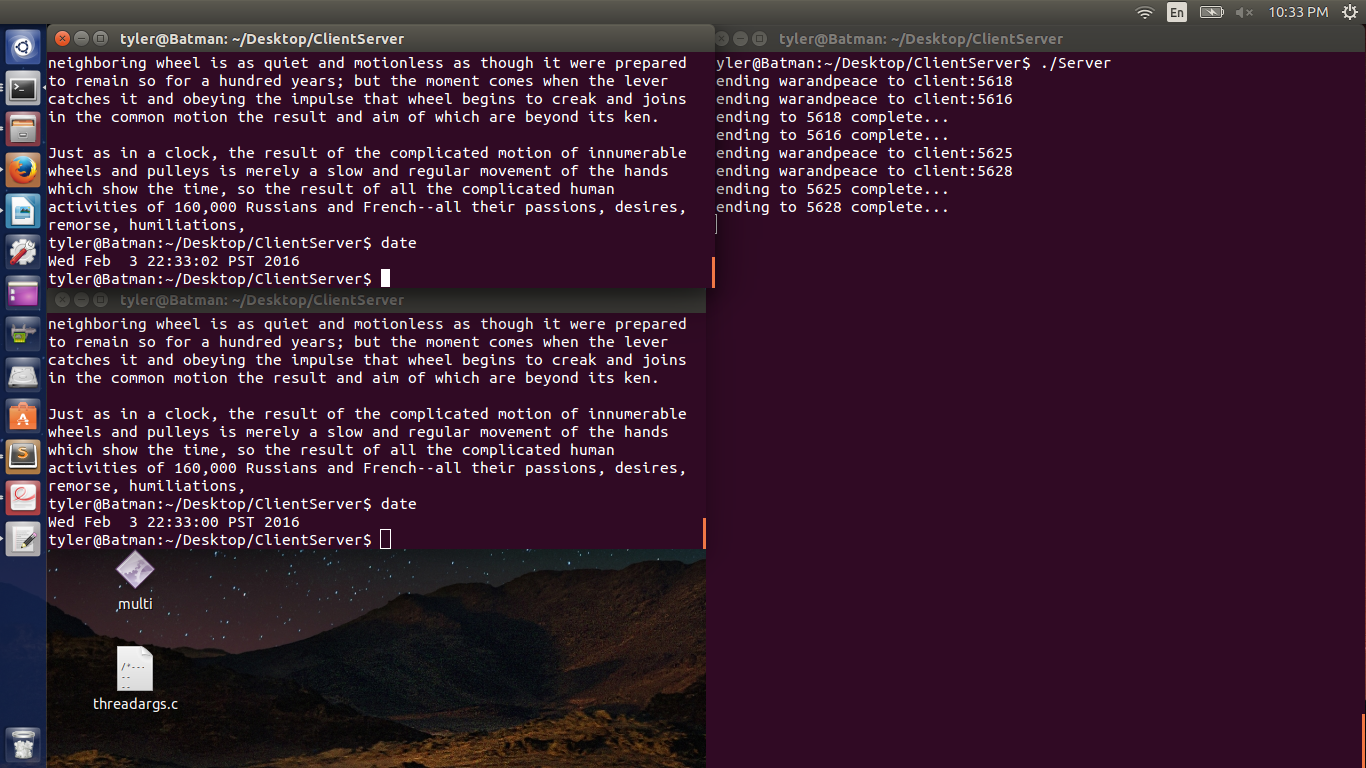 En
10:33 PM
tyler@Batman: ~/Desktop/ClientServer
neighboring wheel is as quiet and motionless as though it were prepared
to remain so for a hundred years; but the moment comes when the lever
catches it and obeying the impulse that wheel begins to creak and joins
in the common motion the result and aim of which are beyond its ken.
Just as in a clock, the result of the complicated motion of innumerable
wheels and pulleys is merely a slow and regular movement of the hands
which show the time, so the result of all the complicated human
activities of 160,000 Russians and French--all their passions, desires,
remorse, humiliations,
tyler@Batman:~/Desktop/ClientServer$ date
Wed Feb  3 22:33:02 PST 2016
tyler@Batman:~/Desktop/ClientServer$
tyler@Batman: ~/Desktop/ClientServer
neighboring wheel is as quiet and motionless as though it were prepared
to remain so for a hundred years; but the moment comes when the lever
catches it and obeying the impulse that wheel begins to creak and joins
in the common motion the result and aim of which are beyond its ken.
Just as in a clock, the result of the complicated motion of innumerable
wheels and pulleys is merely a slow and regular movement of the hands
which show the time, so the result of all the complicated human
activities of 160,000 Russians and French--all their passions, desires,
remorse, humiliations,
tyler@Batman:~/Desktop/ClientServer$ date
Wed Feb  3 22:33:00 PST 2016
tyler@Batman:~/Desktop/ClientServer$
tyler@Batman: ~/Desktop/ClientServer
yler@Batman:~/Desktop/ClientServer$ ./Server
ending warandpeace to client:5618
ending warandpeace to client:5616
ending to 5618 complete...
ending to 5616 complete...
ending warandpeace to client:5625
ending warandpeace to client:5628
ending to 5625 complete...
ending to 5628 complete...
multi
/*---
--
--
threadargs.c